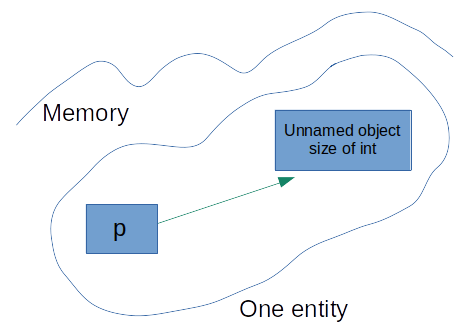 Memory
Unnamed object
size of int
p
One entity